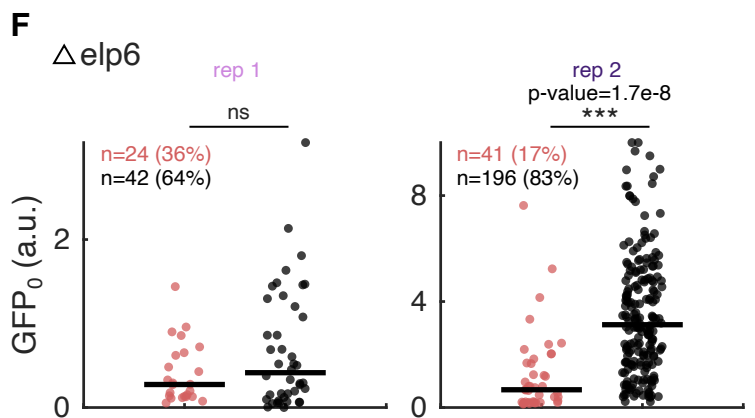 F
△ elp6
rep 1
ns
n=24 (36%)
n=42 (64%)
GFP₀ (a.u.)
2
0
rep 2
p-value=1.7e-8
***
n=41 (17%)
n=196 (83%)
8
4
0